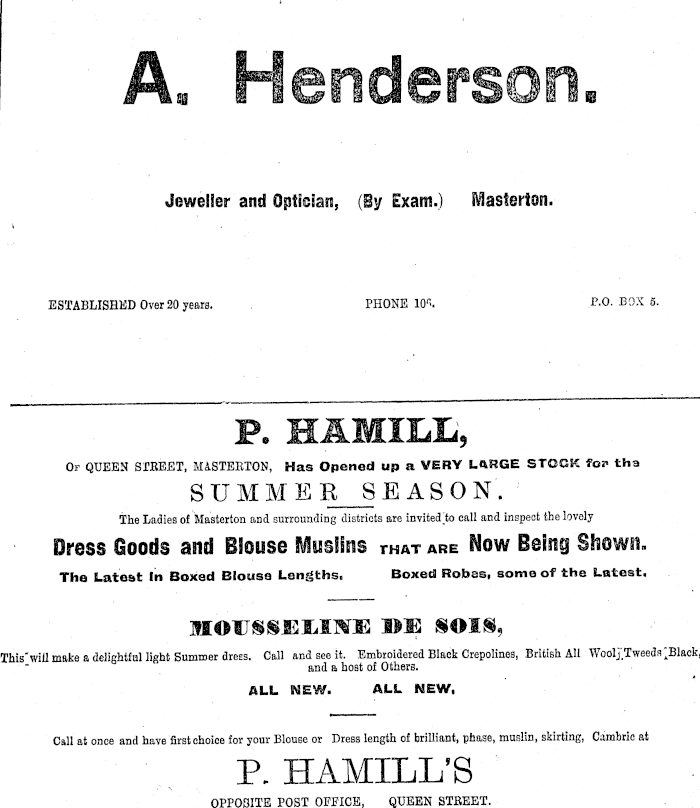 A. Henderson.
Jeweller and Optician, (By Exam.) Masterton.
ESTABLISHED Over 20 years. PHONE 106. P.O. BOX 5.
P. HAMILL,
OF QUEEN STREET, MASTERTON, Has Opened up a VERY LARGE STOCK for the
SUMMER SEASON.
The Ladies of Masterton and surrounding districts are invited to call and inspect the lovely
Dress Goods and Blouse Muslins THAT ARE Now Being Shown.
The Latest in Boxed Blouse Lengths. Boxed Robes, some of the Latest.
MOUSSELINE DE SOIS,
This will make a delightful light Summer dress. Call and see it. Embroidered Black Crepolines, British All Wool Tweeds Black,
and a host of Others.
ALL NEW. ALL NEW,
Call at once and have first choice for your Blouse or Dress length of brilliant, phase, muslin, skirting, Cambric at
P. HAMILL'S
OPPOSITE POST OFFICE, QUEEN STREET.